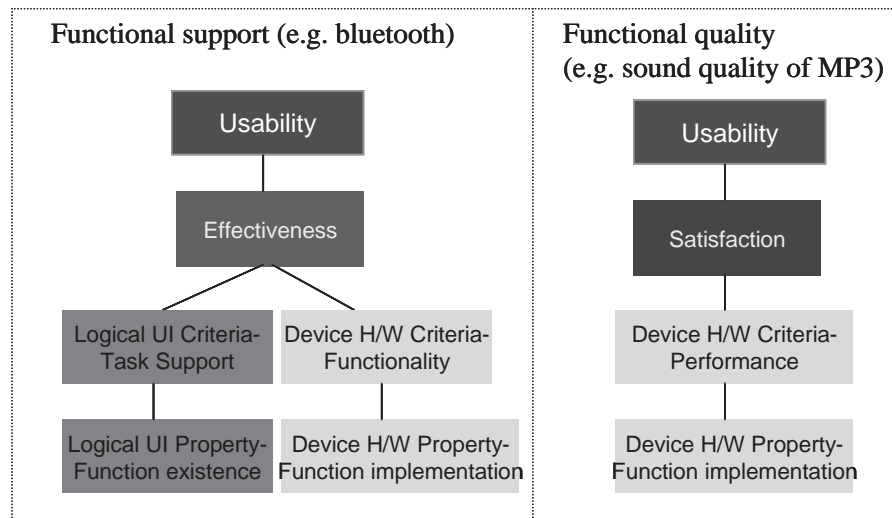 Functional support (e.g. bluetooth)
Usability
Effectiveness
Logical UI Criteria-
Task Support
Device H/W Criteria-
Functionality
Logical UI Property-
Function existence
Device H/W Property-
Function implementation
Functional quality
(e.g. sound quality of MP3)
Usability
Satisfaction
Device H/W Criteria-
Performance
Device H/W Property-
Function implementation